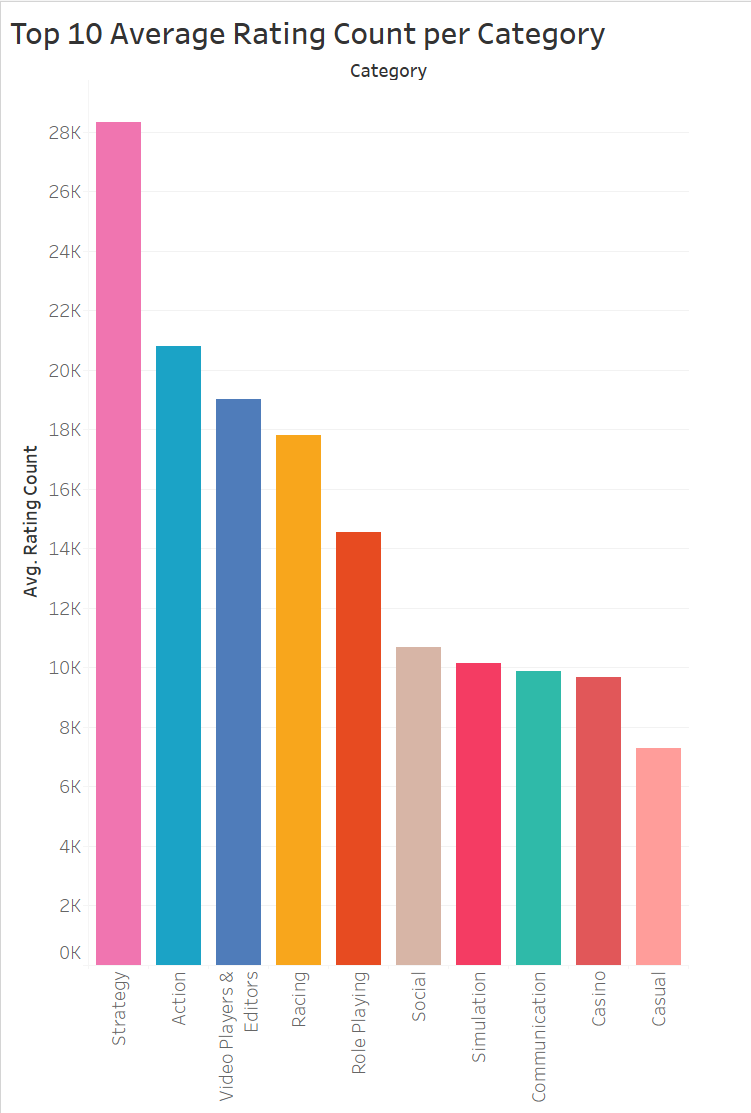 Top 10 Average Rating Count per Category
Category
Avg. Rating Count
28K
26K
24K
22K
20K
18K
16K
14K
12K
10K
8K
6K
4K
2K
0K
Strategy
Action
Video Players &
Editors
Racing
Role Playing
Social
Simulation
Communication
Casino
Casual